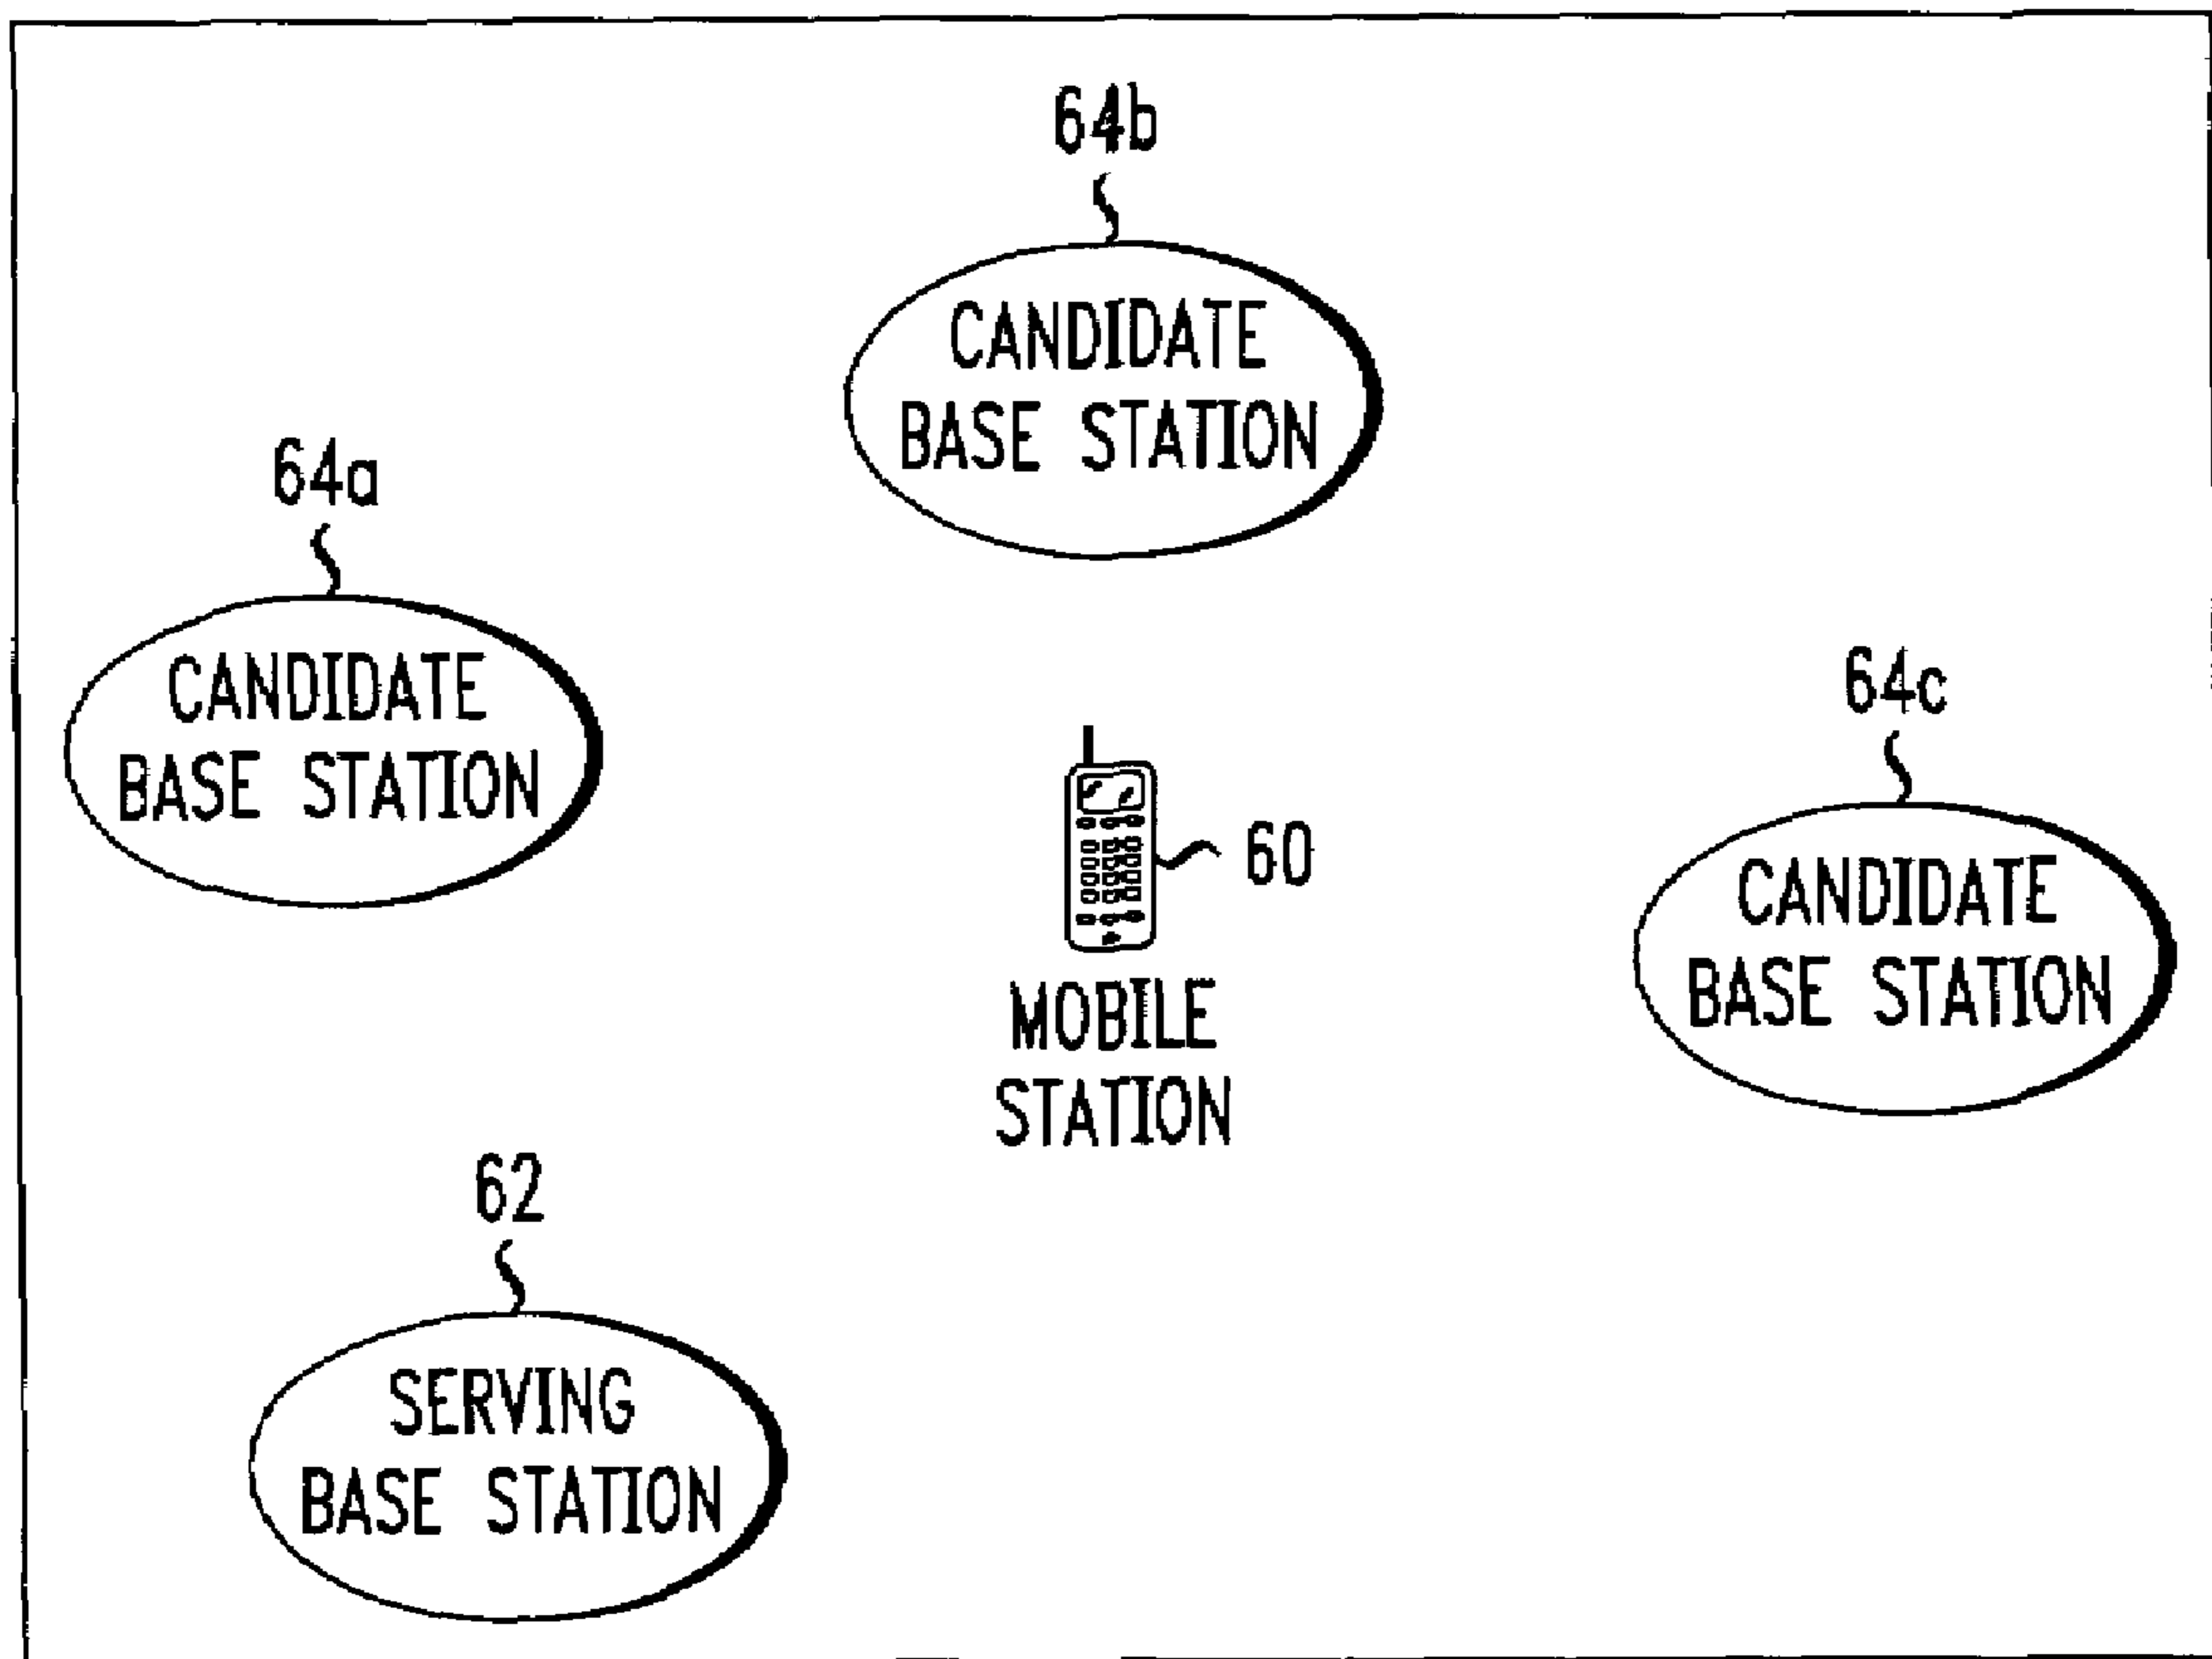 64b
CANDIDATE
BASE STATION
64a
CANDIDATE
BASE STATION
64c
CANDIDATE
BASE STATION
60
MOBILE
STATION
62
SERVING
BASE STATION